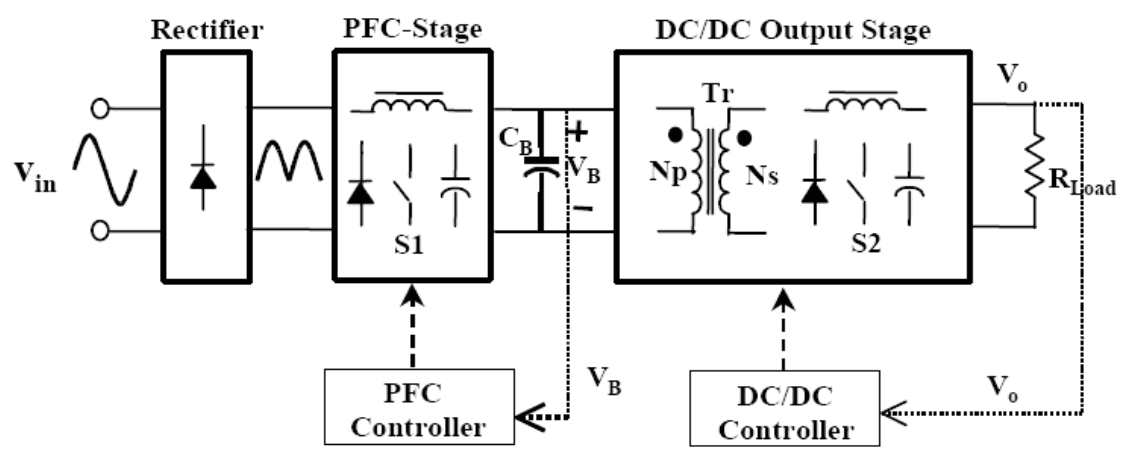 Rectifier
PFC-Stage
DC/DC Output Stage
Vin
S1
CB
+
VB
−
Tr
Np
Ns
S2
Vo
RLoad
PFC
Controller
VB
DC/DC
Controller
Vo